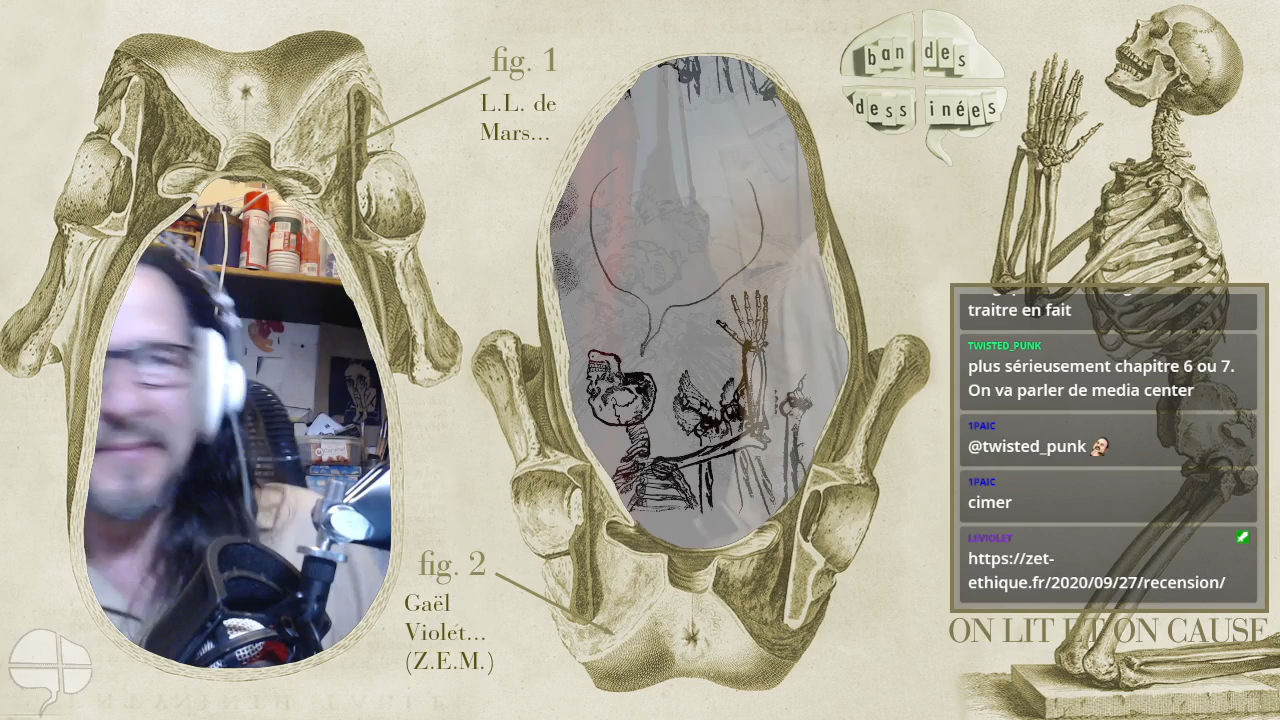 fig. 1
L.L. de
Mars...
ban des
dess inées
traitre en fait
TWISTED_PUNK
plus sérieusement chapitre 6 ou 7.
On va parler de media center
1PAIC
@twisted_punk
1PAIC
cimer
LEVIOLET
https://zet-
ethique.fr/2020/09/27/recension/
fig. 2
Gaël
Violet...
(Z.E.M.)
ON LIT ET ON CAUSE